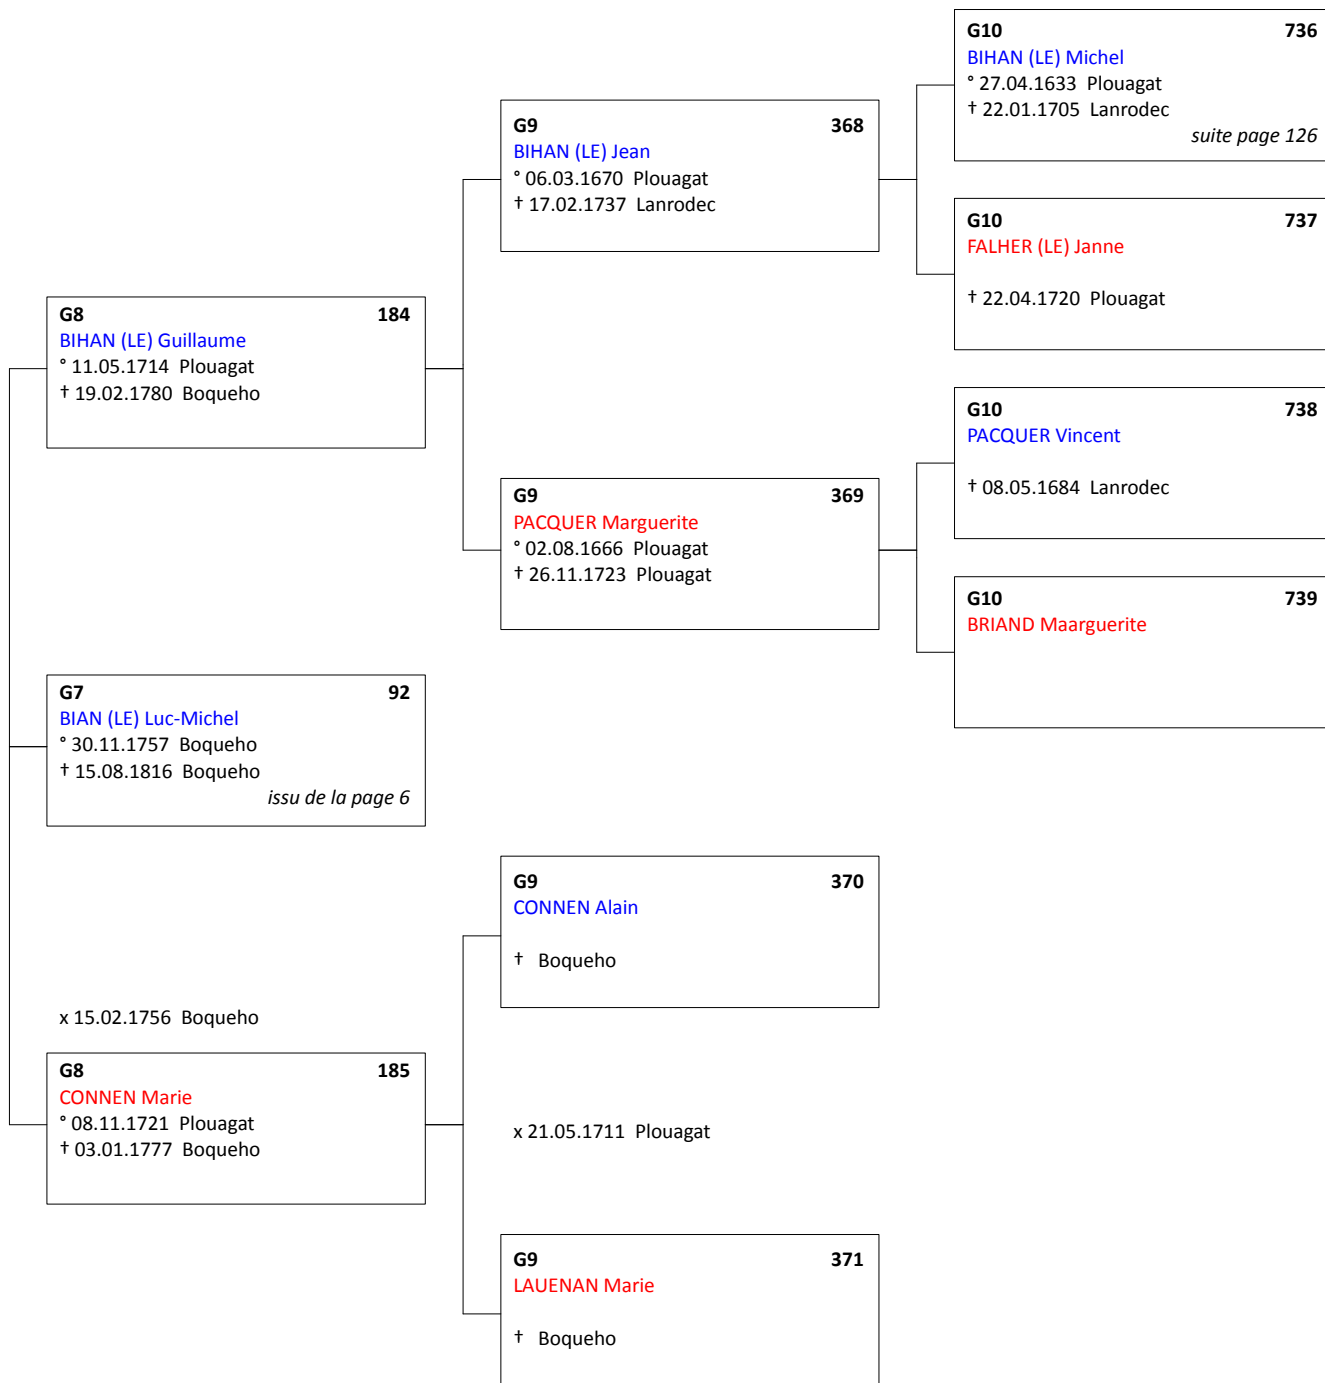 G10 736
BIHAN (LE) Michel
° 27.04.1633 Plouagat
† 22.01.1705 Lanrodec
suite page 126
G9 368
BIHAN (LE) Jean
° 06.03.1670 Plouagat
† 17.02.1737 Lanrodec
G10 737
FALHER (LE) Janne
† 22.04.1720 Plouagat
G8 184
BIHAN (LE) Guillaume
° 11.05.1714 Plouagat
† 19.02.1780 Boqueho
G10 738
PACQUER Vincent
† 08.05.1684 Lanrodec
G9 369
PACQUER Marguerite
° 02.08.1666 Plouagat
† 26.11.1723 Plouagat
G10 739
BRIAND Maarguerite
G7 92
BIAN (LE) Luc-Michel
° 30.11.1757 Boqueho
† 15.08.1816 Boqueho
issu de la page 6
G9 370
CONNEN Alain
† Boqueho
x 15.02.1756 Boqueho
G8 185
CONNEN Marie
° 08.11.1721 Plouagat
† 03.01.1777 Boqueho
x 21.05.1711 Plouagat
G9 371
LAUENAN Marie
† Boqueho